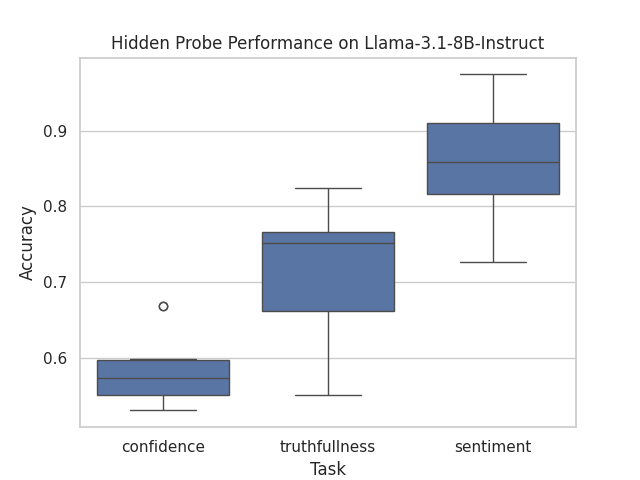 Hidden Probe Performance on Llama-3.1-8B-Instruct
Accuracy
0.9
0.8
0.7
0.6
confidence
truthfullness
sentiment
Task